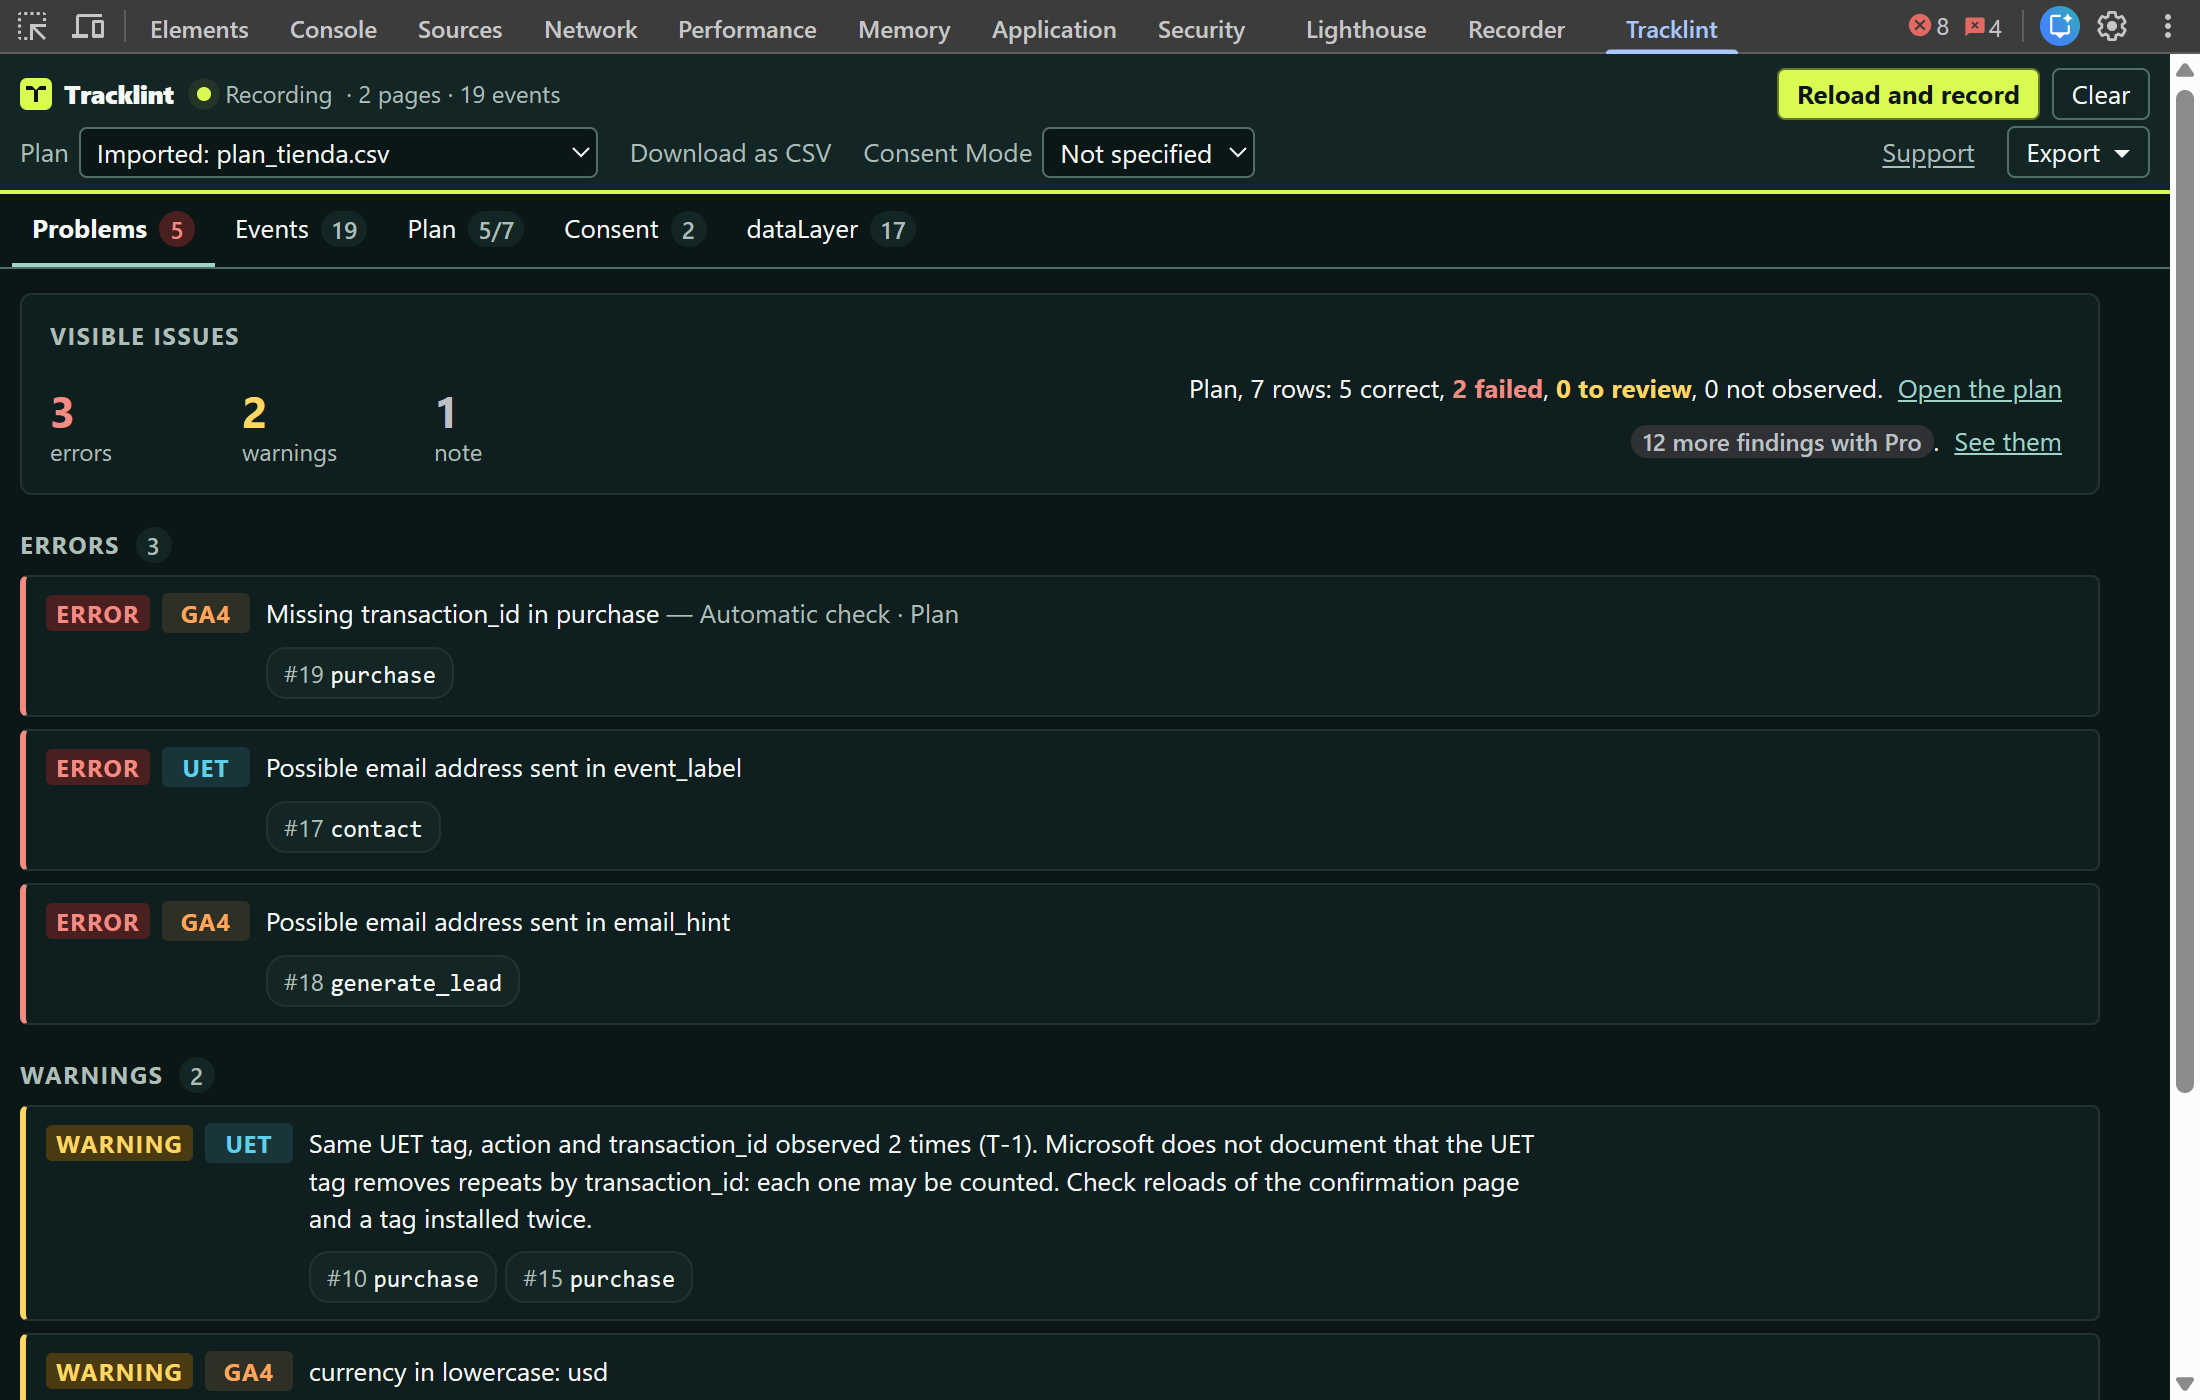 Elements Console Sources Network Performance Memory Application Security Lighthouse Recorder Tracklint 8 4
Tracklint Recording · 2 pages · 19 events Reload and record Clear
Plan Imported: plan_tienda.csv Download as CSV Consent Mode Not specified Support Export
Problems 5 Events 19 Plan 5/7 Consent 2 dataLayer 17
VISIBLE ISSUES
3 errors
2 warnings
1 note
Plan, 7 rows: 5 correct, 2 failed, 0 to review, 0 not observed. Open the plan
12 more findings with Pro. See them
ERRORS 3
ERROR GA4 Missing transaction_id in purchase — Automatic check · Plan
#19 purchase
ERROR UET Possible email address sent in event_label
#17 contact
ERROR GA4 Possible email address sent in email_hint
#18 generate_lead
WARNINGS 2
WARNING UET Same UET tag, action and transaction_id observed 2 times (T-1). Microsoft does not document that the UET
tag removes repeats by transaction_id: each one may be counted. Check reloads of the confirmation page
and a tag installed twice.
#10 purchase #15 purchase
WARNING GA4 currency in lowercase: usd